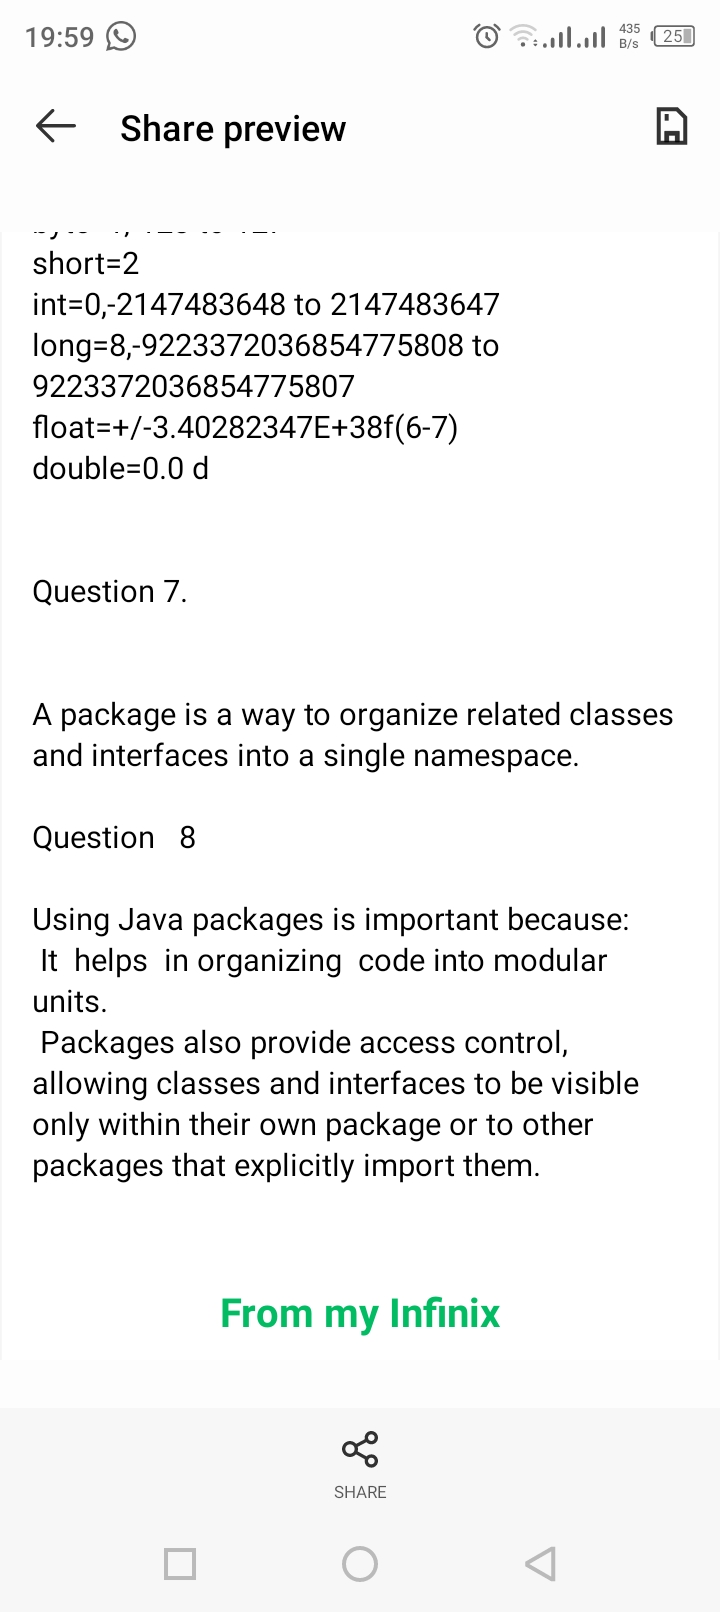 19:59
435
B/s
25
Share preview
short=2
int=0,-2147483648 to 2147483647
long=8,-9223372036854775808 to
9223372036854775807
float=+/-3.40282347E+38f(6-7)
double=0.0 d
Question 7.
A package is a way to organize related classes
and interfaces into a single namespace.
Question   8
Using Java packages is important because:
It  helps  in organizing  code into modular
units.
Packages also provide access control,
allowing classes and interfaces to be visible
only within their own package or to other
packages that explicitly import them.
From my Infinix
SHARE